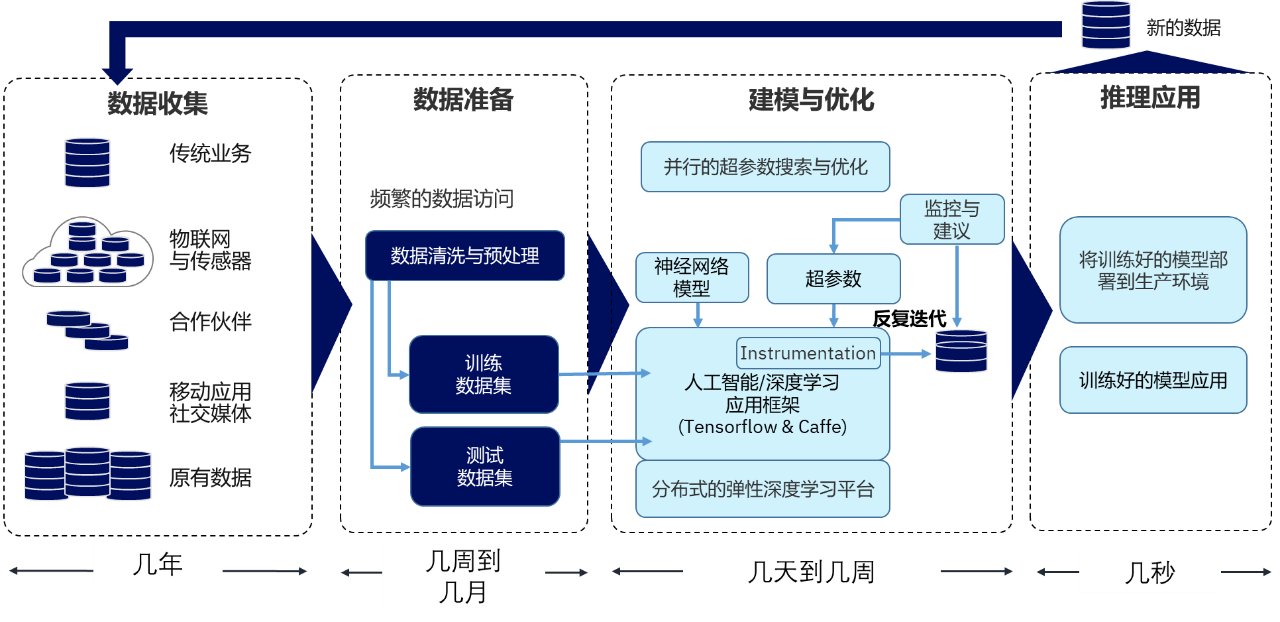 新的数据
数据收集
传统业务
物联网
与传感器
合作伙伴
移动应用
社交媒体
原有数据
几年
数据准备
频繁的数据访问
数据清洗与预处理
训练
数据集
测试
数据集
几周到
几月
建模与优化
并行的超参数搜索与优化
监控与
建议
神经网络
模型
超参数
反复迭代
Instrumentation
人工智能/深度学习
应用框架
(Tensorflow & Caffe)
分布式的弹性深度学习平台
几天到几周
推理应用
将训练好的模型部
署到生产环境
训练好的模型应用
几秒